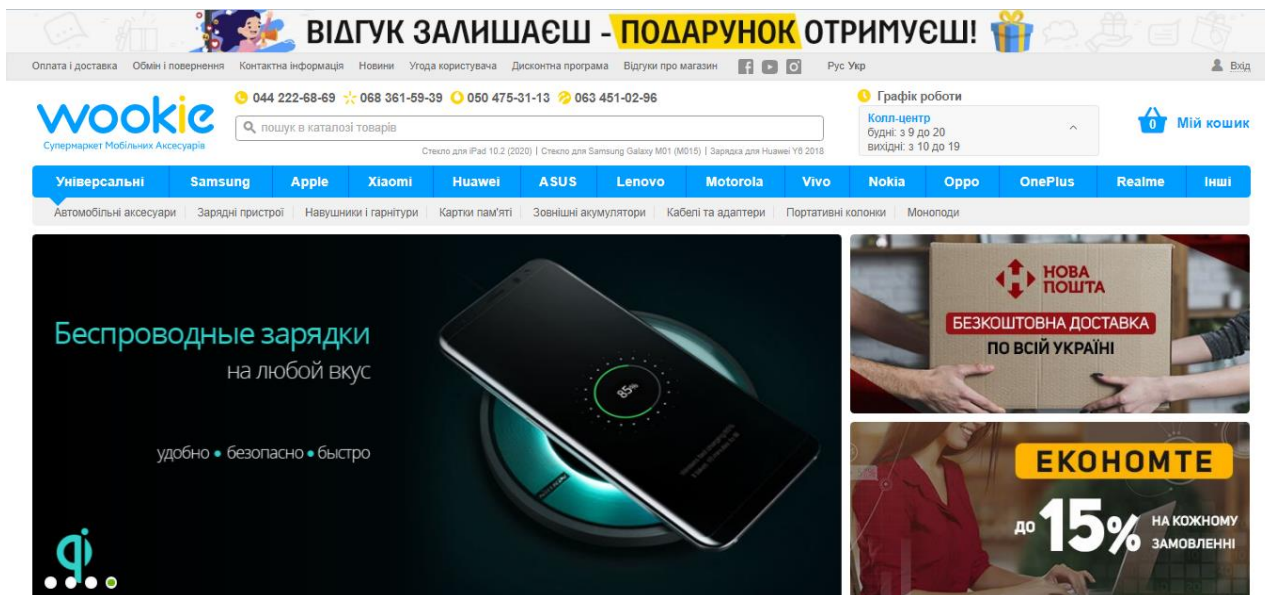 ВІДГУК ЗАЛИШАЄШ - ПОДАРУНОК ОТРИМУЄШ!
Оплата і доставка Обмін і повернення Контактна інформація Новини Угода користувача Дисконтна програма Відгуки про магазин Рус Укр Вхід
wookie
Супермаркет Мобільних Аксесуарів
044 222-68-69 068 361-59-39 050 475-31-13 063 451-02-96
пошук в каталозі товарів
Стекло для iPad 10.2 (2020) | Стекло для Samsung Galaxy M01 (M015) | Зарядка для Huawei Y6 2018
Графік роботи
Колл-центр
будні: з 9 до 20
вихідні: з 10 до 19
0 Мій кошик
Універсальні Samsung Apple Xiaomi Huawei ASUS Lenovo Motorola Vivo Nokia Oppo OnePlus Realme Інші
Автомобільні аксесуари Зарядні пристрої Навушники і гарнітури Картки пам'яті Зовнішні акумулятори Кабелі та адаптери Портативні колонки Моноподи
Беспроводные зарядки
на любой вкус
удобно • безопасно • быстро
qi
85%
НОВА
ПОШТА
БЕЗКОШТОВНА ДОСТАВКА
ПО ВСІЙ УКРАЇНІ
ЕКОНОМТЕ
ДО 15% НА КОЖНОМУ
ЗАМОВЛЕННІ